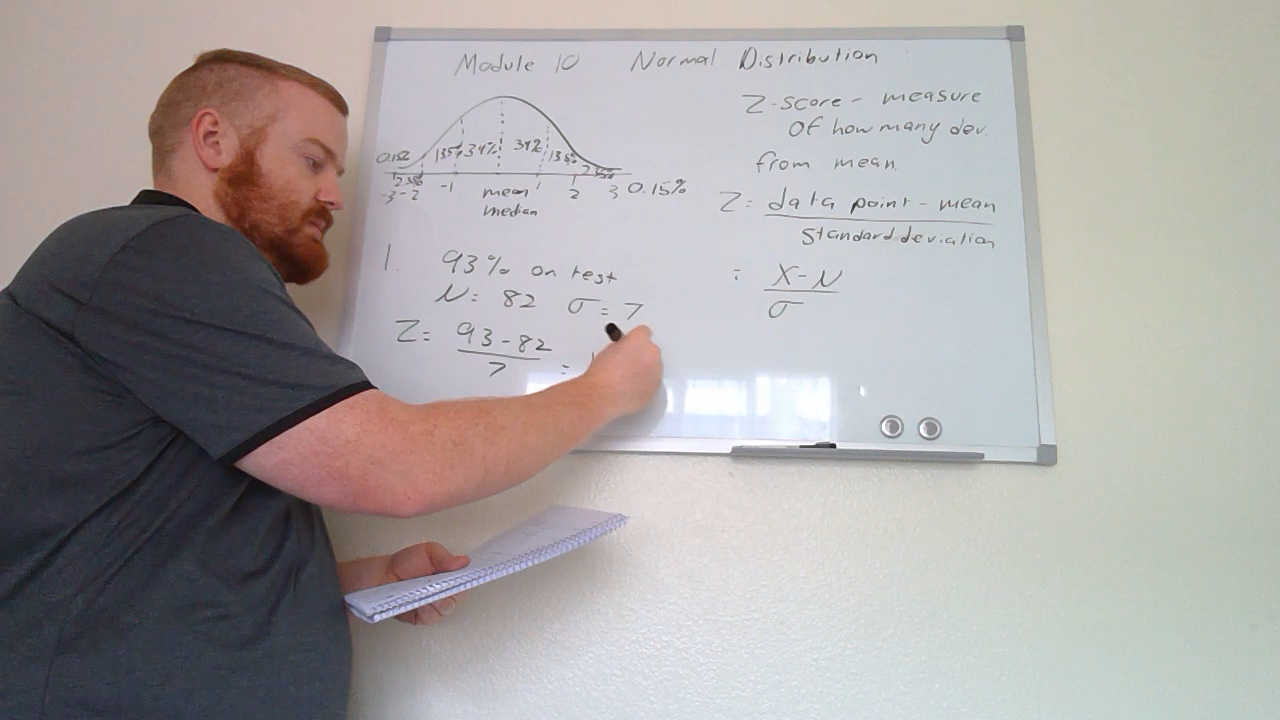 Module 10 Normal Distribution
0.15% 13.5% 34% 34% 13.5% 2.35%
-3 -2 -1 mean 1 2 3 0.15%
median
Z-score - measure
of how many dev.
from mean.
Z = data point - mean
standard deviation
= X-μ
σ
1. 93% on test
μ = 82 σ = 7
Z = 93-82
7 =